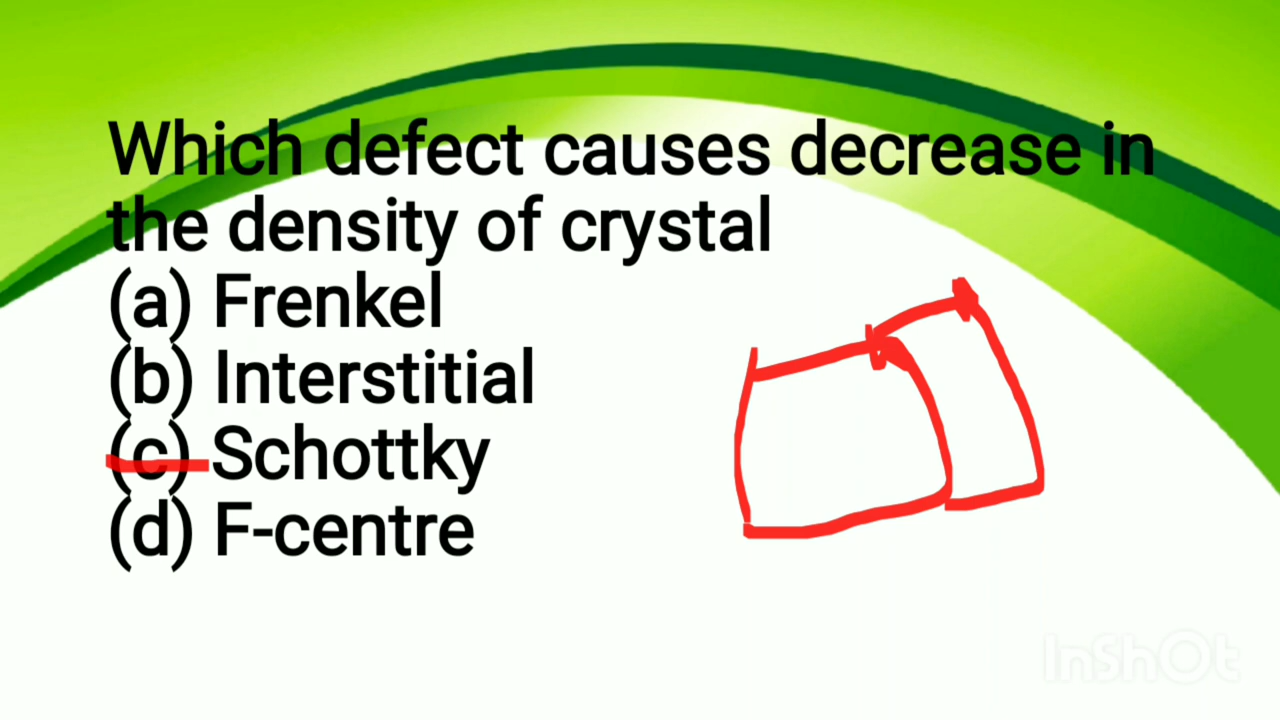 Which defect causes decrease in
the density of crystal
(a) Frenkel
(b) Interstitial
(c) Schottky
(d) F-centre
InShOt